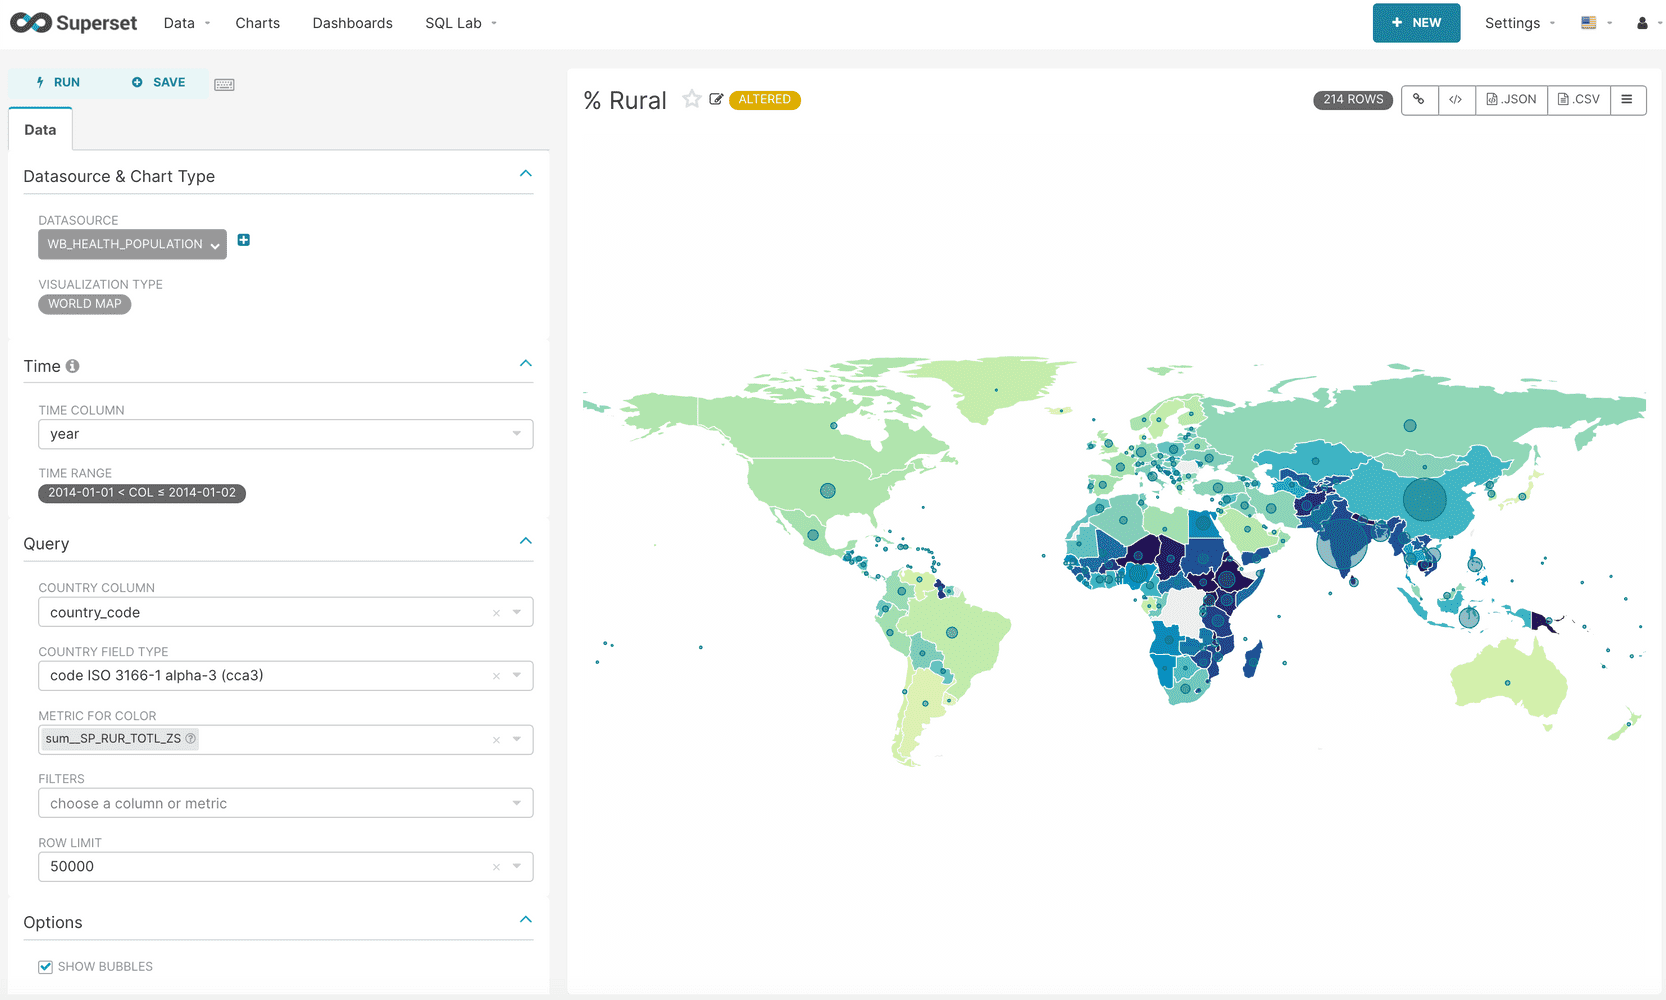 Superset
Data
Charts
Dashboards
SQL Lab
+ NEW
Settings
RUN
SAVE
Data
Datasource & Chart Type
DATASOURCE
WB_HEALTH_POPULATION
VISUALIZATION TYPE
WORLD MAP
Time
TIME COLUMN
year
TIME RANGE
2014-01-01 < COL ≤ 2014-01-02
Query
COUNTRY COLUMN
country_code
COUNTRY FIELD TYPE
code ISO 3166-1 alpha-3 (cca3)
METRIC FOR COLOR
sum__SP_RUR_TOTL_ZS
FILTERS
choose a column or metric
ROW LIMIT
50000
Options
SHOW BUBBLES
% Rural
ALTERED
214 ROWS
</>
.JSON
.CSV